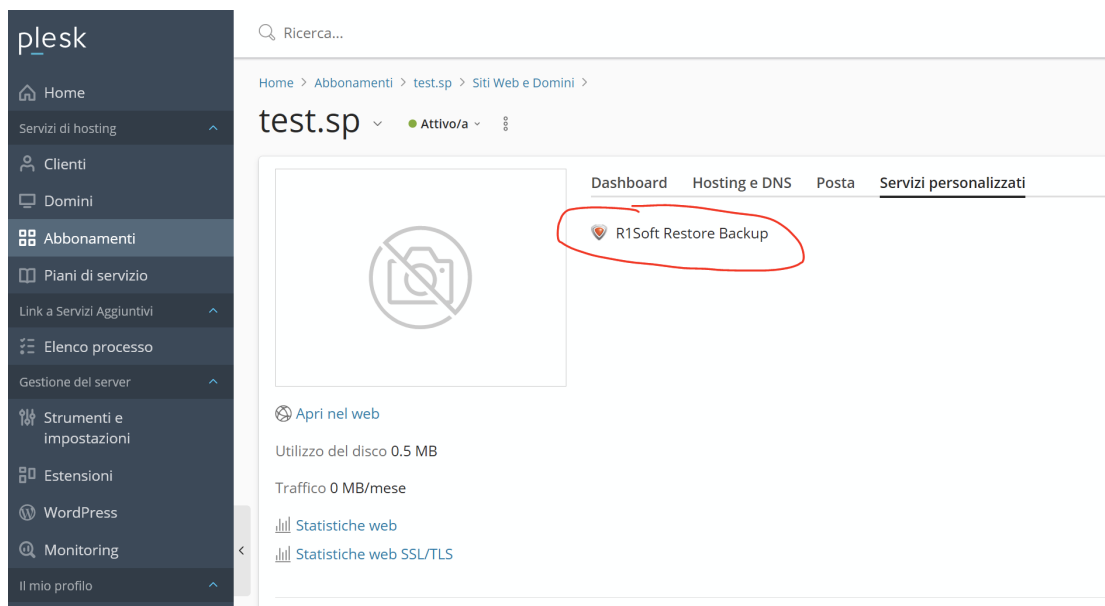 plesk
Ricerca...
Home
Servizi di hosting
Clienti
Domini
Abbonamenti
Piani di servizio
Link a Servizi Aggiuntivi
Elenco processo
Gestione del server
Strumenti e
impostazioni
Estensioni
WordPress
Monitoring
Il mio profilo
Home > Abbonamenti > test.sp > Siti Web e Domini >
test.sp Attivo/a
Dashboard Hosting e DNS Posta Servizi personalizzati
R1Soft Restore Backup
Apri nel web
Utilizzo del disco 0.5 MB
Traffico 0 MB/mese
Statistiche web
Statistiche web SSL/TLS